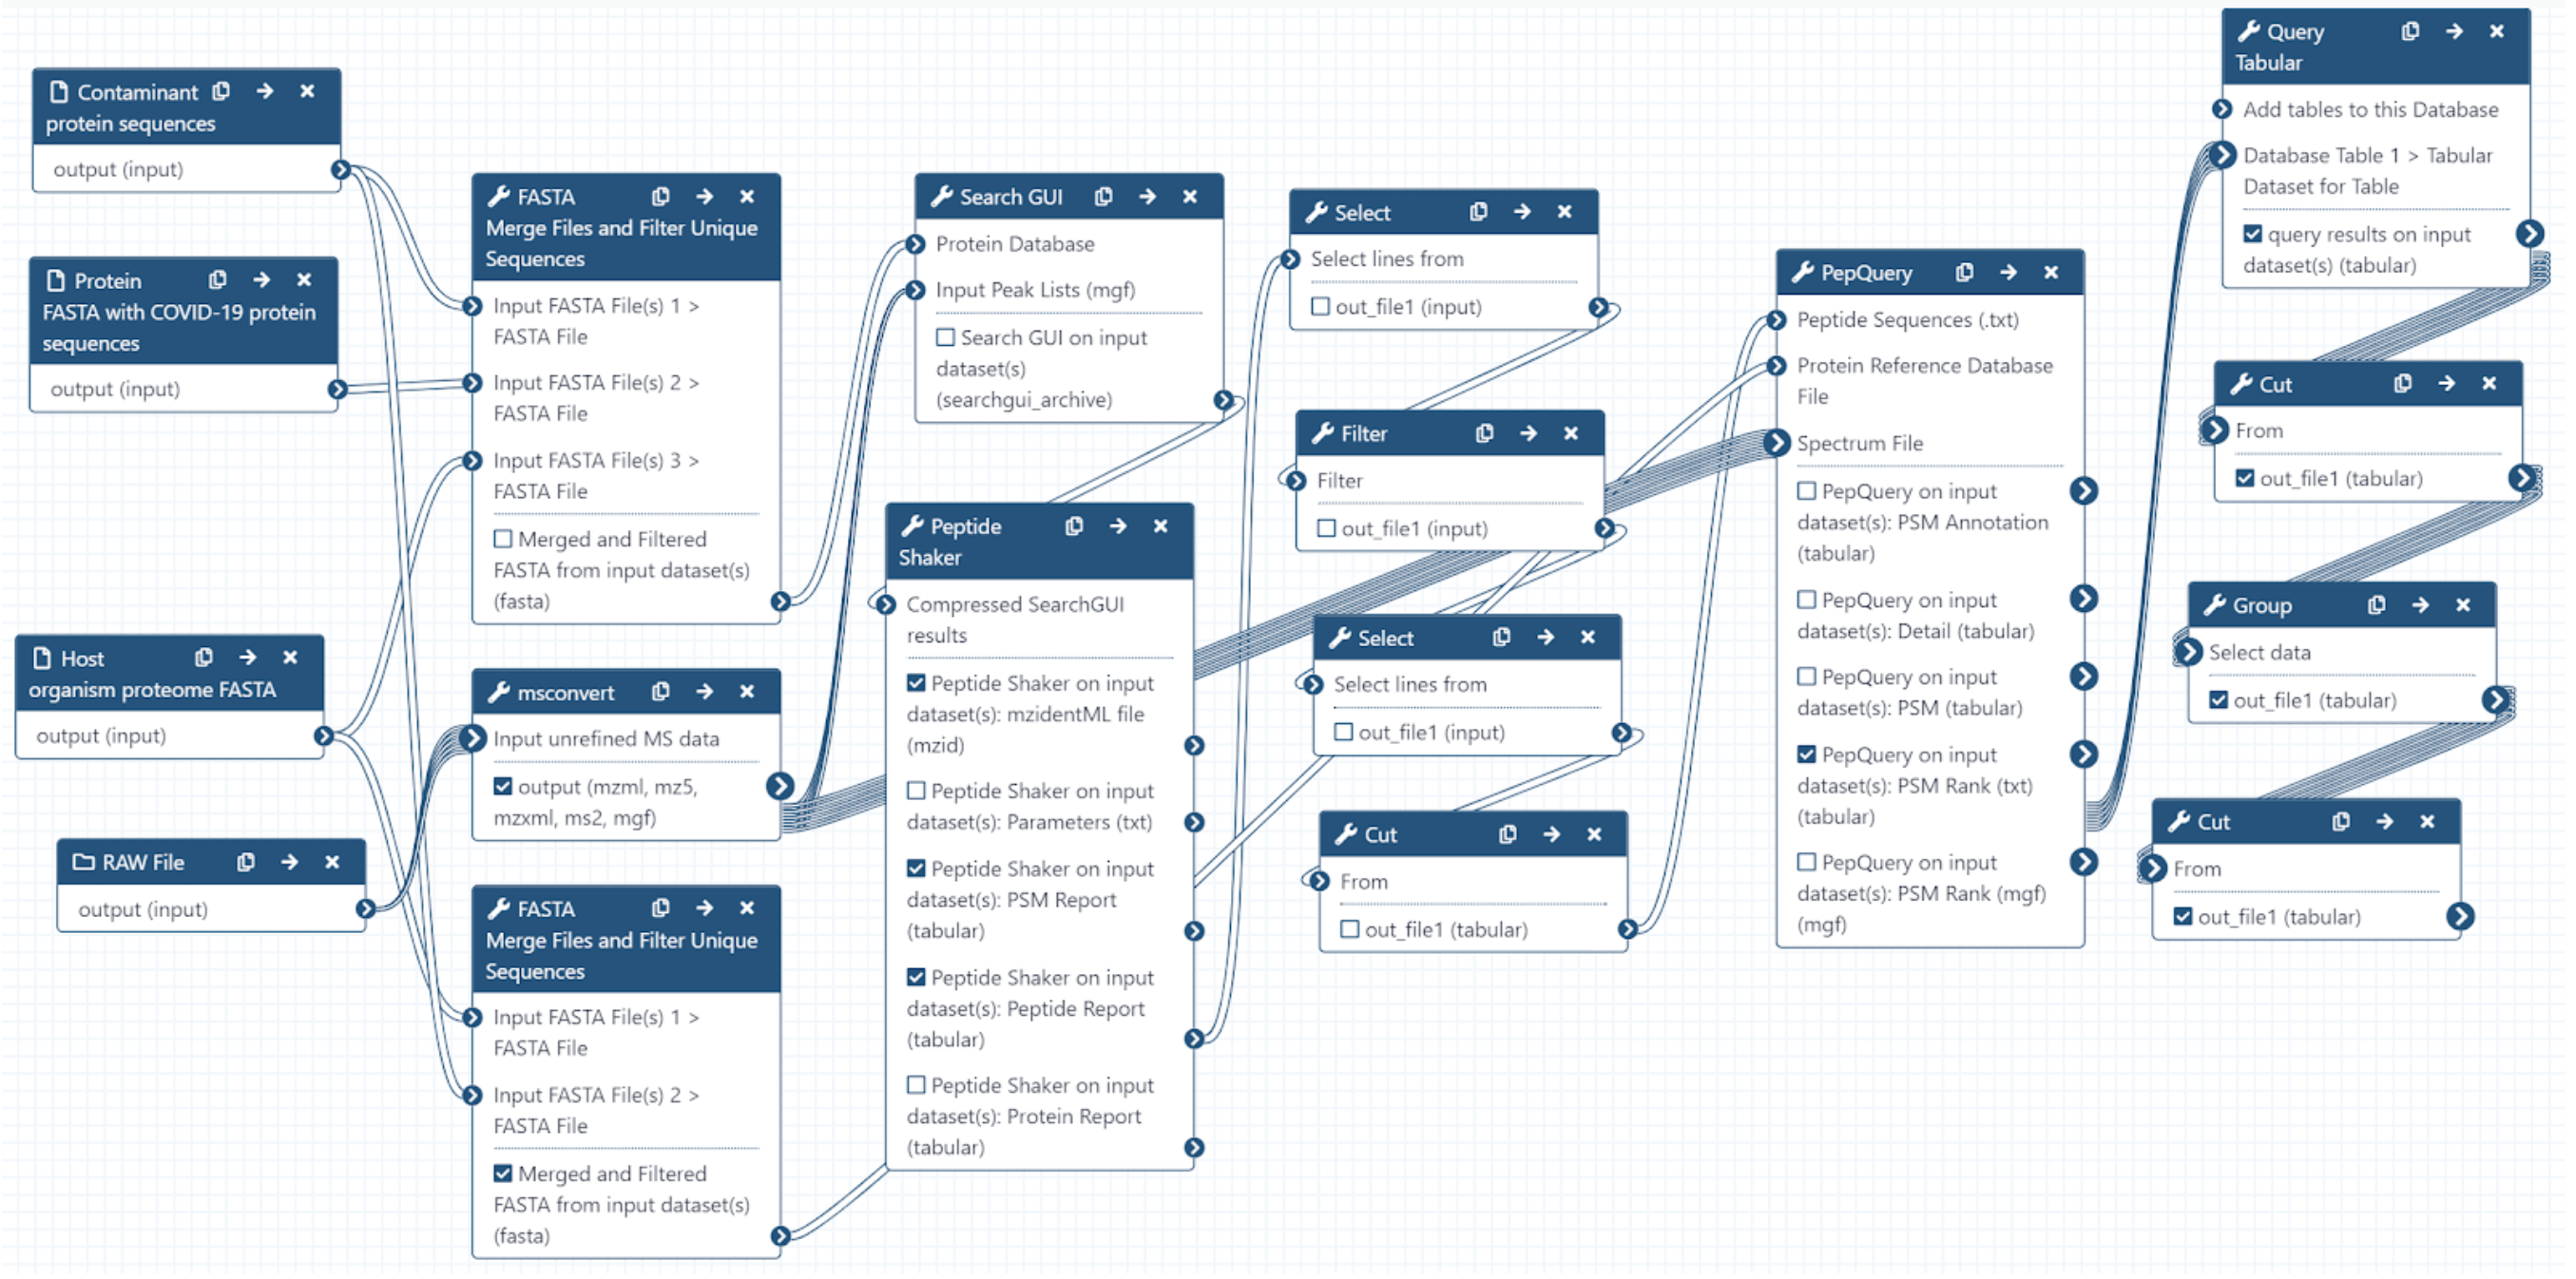 Contaminant
protein sequences
output (input)
Protein
FASTA with COVID-19 protein
sequences
output (input)
Host
organism proteome FASTA
output (input)
RAW File
output (input)
FASTA
Merge Files and Filter Unique
Sequences
Input FASTA File(s) 1 >
FASTA File
Input FASTA File(s) 2 >
FASTA File
Input FASTA File(s) 3 >
FASTA File
Merged and Filtered
FASTA from input dataset(s)
(fasta)
msconvert
Input unrefined MS data
output (mzml, mz5,
mzxml, ms2, mgf)
FASTA
Merge Files and Filter Unique
Sequences
Input FASTA File(s) 1 >
FASTA File
Input FASTA File(s) 2 >
FASTA File
Merged and Filtered
FASTA from input dataset(s)
(fasta)
Search GUI
Protein Database
Input Peak Lists (mgf)
Search GUI on input
dataset(s)
(searchgui_archive)
Peptide
Shaker
Compressed SearchGUI
results
Peptide Shaker on input
dataset(s): mzidentML file
(mzid)
Peptide Shaker on input
dataset(s): Parameters (txt)
Peptide Shaker on input
dataset(s): PSM Report
(tabular)
Peptide Shaker on input
dataset(s): Peptide Report
(tabular)
Peptide Shaker on input
dataset(s): Protein Report
(tabular)
Select
Select lines from
out_file1 (input)
Filter
Filter
out_file1 (input)
Select
Select lines from
out_file1 (input)
Cut
From
out_file1 (tabular)
PepQuery
Peptide Sequences (.txt)
Protein Reference Database
File
Spectrum File
PepQuery on input
dataset(s): PSM Annotation
(tabular)
PepQuery on input
dataset(s): Detail (tabular)
PepQuery on input
dataset(s): PSM (tabular)
PepQuery on input
dataset(s): PSM Rank (txt)
(tabular)
PepQuery on input
dataset(s): PSM Rank (mgf)
(mgf)
Query
Tabular
Add tables to this Database
Database Table 1 > Tabular
Dataset for Table
query results on input
dataset(s) (tabular)
Cut
From
out_file1 (tabular)
Group
Select data
out_file1 (tabular)
Cut
From
out_file1 (tabular)